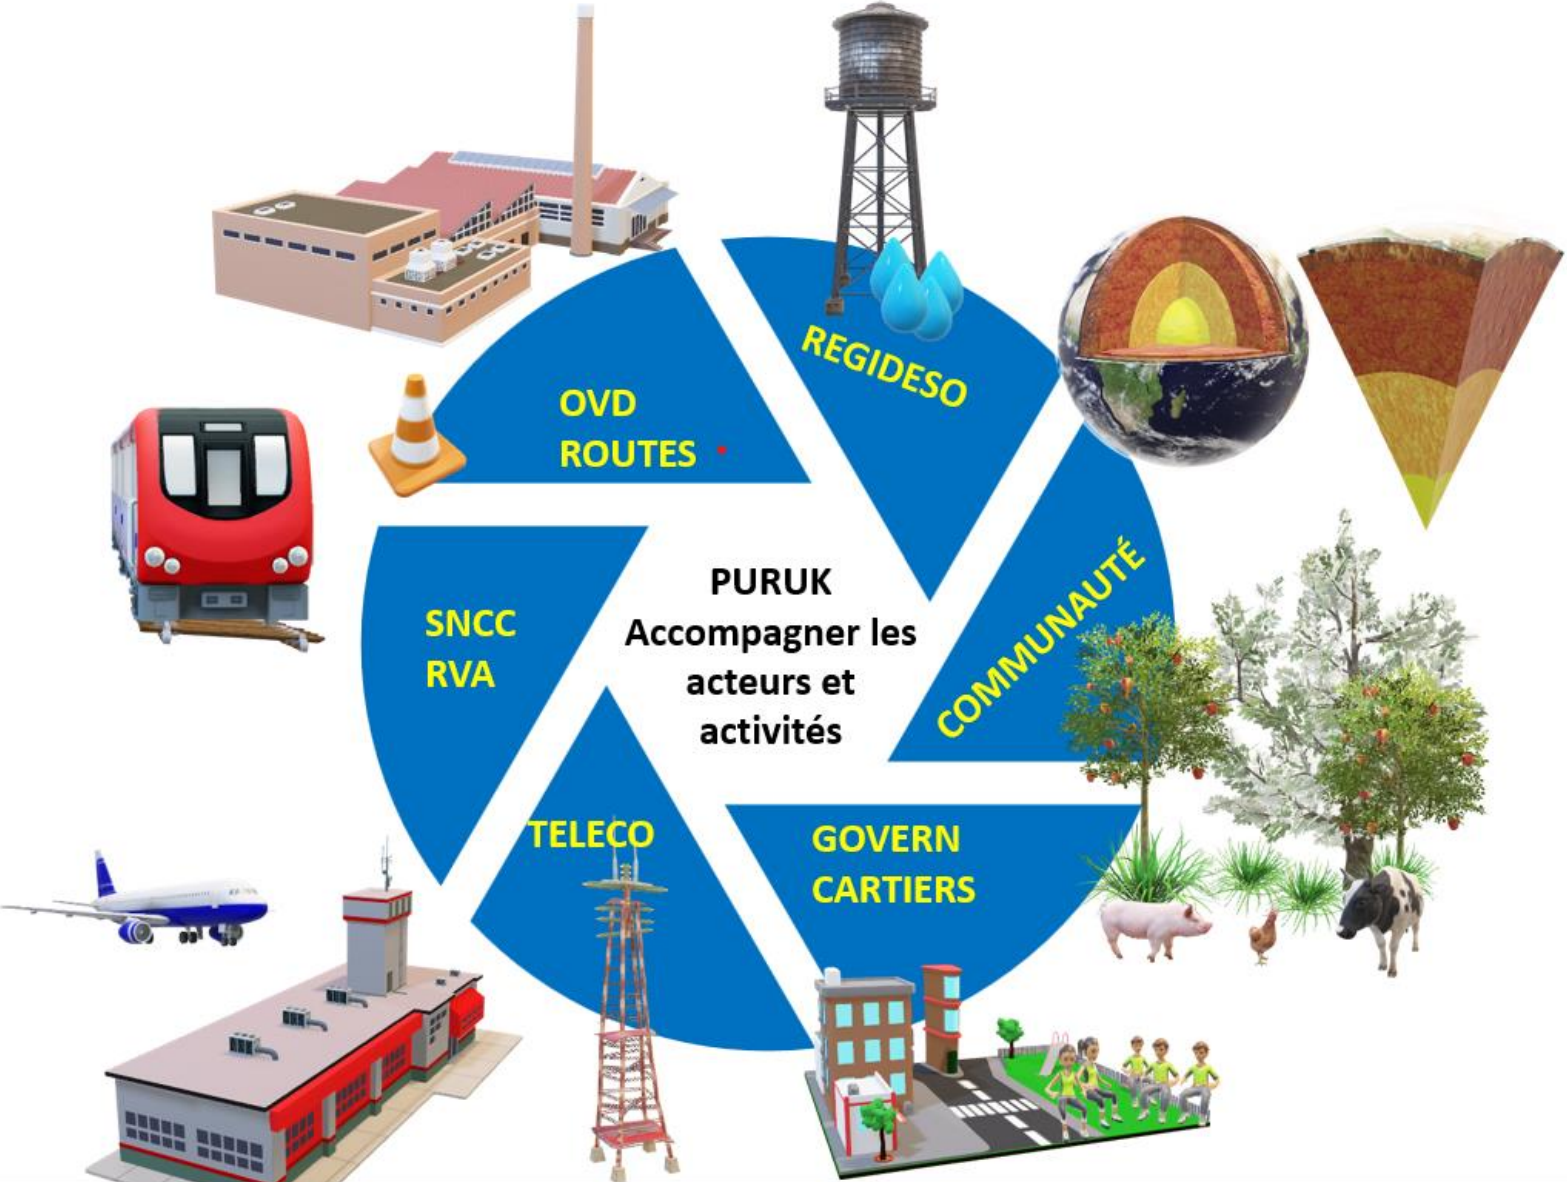 REGIDESO
OVD
ROUTES
COMMUNAUTÉ
PURUK
Accompagner les
acteurs et
activités
SNCC
RVA
TELECO
GOVERN
CARTIERS